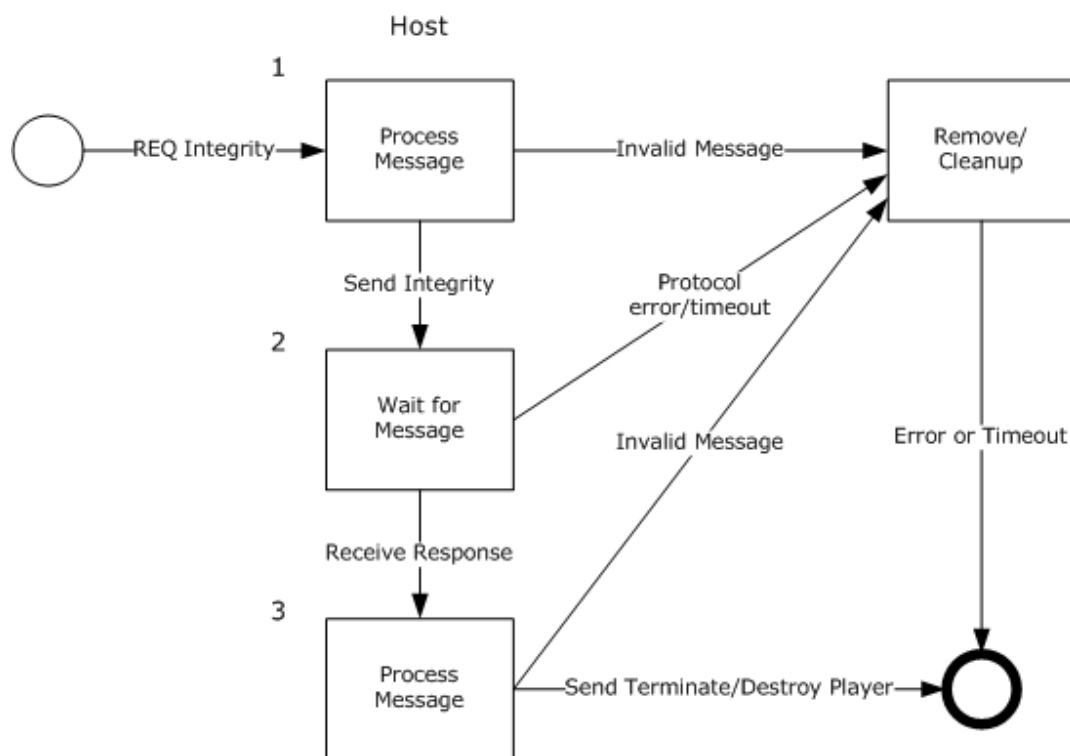 Host
1
REQ Integrity
Process
Message
Invalid Message
Remove/
Cleanup
Send Integrity
Protocol
error/timeout
2
Wait for
Message
Invalid Message
Error or Timeout
Receive Response
3
Process
Message
Send Terminate/Destroy Player